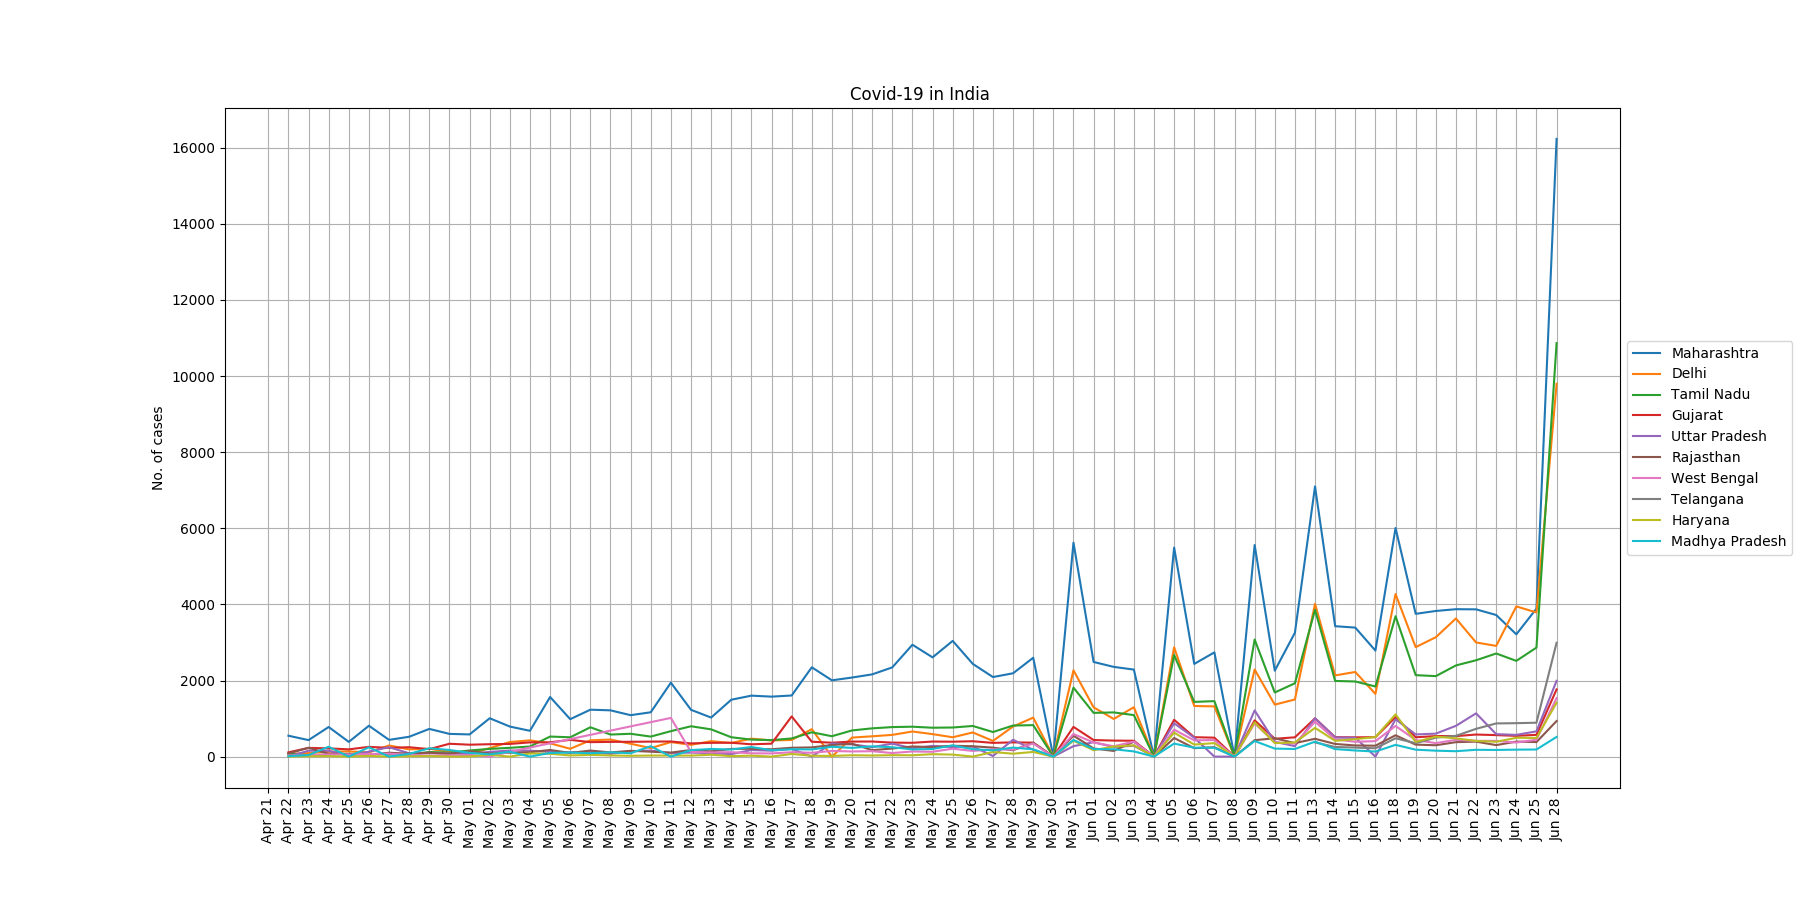 Covid-19 in India
No. of cases
16000
14000
12000
10000
8000
6000
4000
2000
0
Apr 21
Apr 22
Apr 23
Apr 24
Apr 25
Apr 26
Apr 27
Apr 28
Apr 29
Apr 30
May 01
May 02
May 03
May 04
May 05
May 06
May 07
May 08
May 09
May 10
May 11
May 12
May 13
May 14
May 15
May 16
May 17
May 18
May 19
May 20
May 21
May 22
May 23
May 24
May 25
May 26
May 27
May 28
May 29
May 30
May 31
Jun 01
Jun 02
Jun 03
Jun 04
Jun 05
Jun 06
Jun 07
Jun 08
Jun 09
Jun 10
Jun 11
Jun 13
Jun 14
Jun 15
Jun 16
Jun 18
Jun 19
Jun 20
Jun 21
Jun 22
Jun 23
Jun 24
Jun 25
Jun 28
Maharashtra
Delhi
Tamil Nadu
Gujarat
Uttar Pradesh
Rajasthan
West Bengal
Telangana
Haryana
Madhya Pradesh